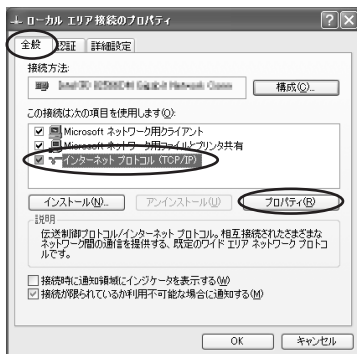 ローカル エリア接続のプロパティ
全般 認証 詳細設定
接続方法:
構成(C)...
この接続は次の項目を使用します(O):
Microsoft ネットワーク用クライアント
Microsoft ネットワーク用ファイルとプリンタ共有
インターネット プロトコル (TCP/IP)
インストール(N)... アンインストール(U) プロパティ(R)
説明
伝送制御プロトコル/インターネット プロトコル。相互接続されたさまざまな
ネットワーク間の通信を提供する、既定のワイド エリア ネットワーク プロトコ
ルです。
接続時に通知領域にインジケータを表示する(W)
接続が限られているか利用不可能な場合に通知する(M)
OK キャンセル